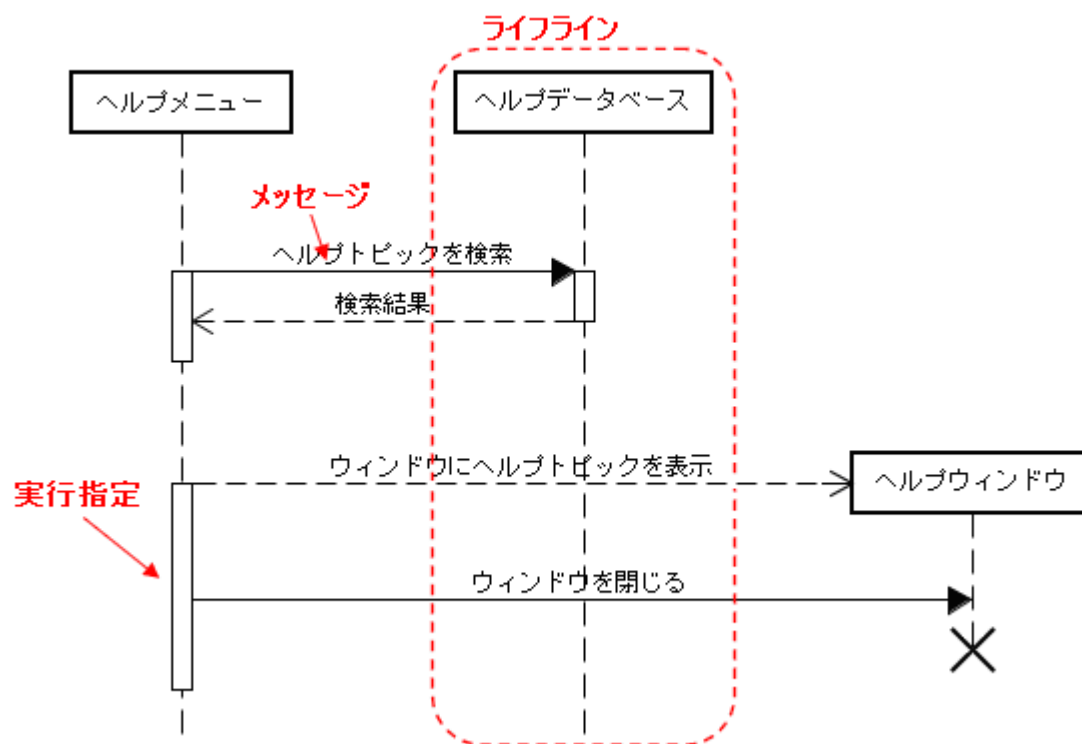 ライフライン
ヘルプメニュー
ヘルプデータベース
メッセージ
ヘルプトピックを検索
検索結果
ウィンドウにヘルプトピックを表示
ヘルプウィンドウ
実行指定
ウィンドウを閉じる